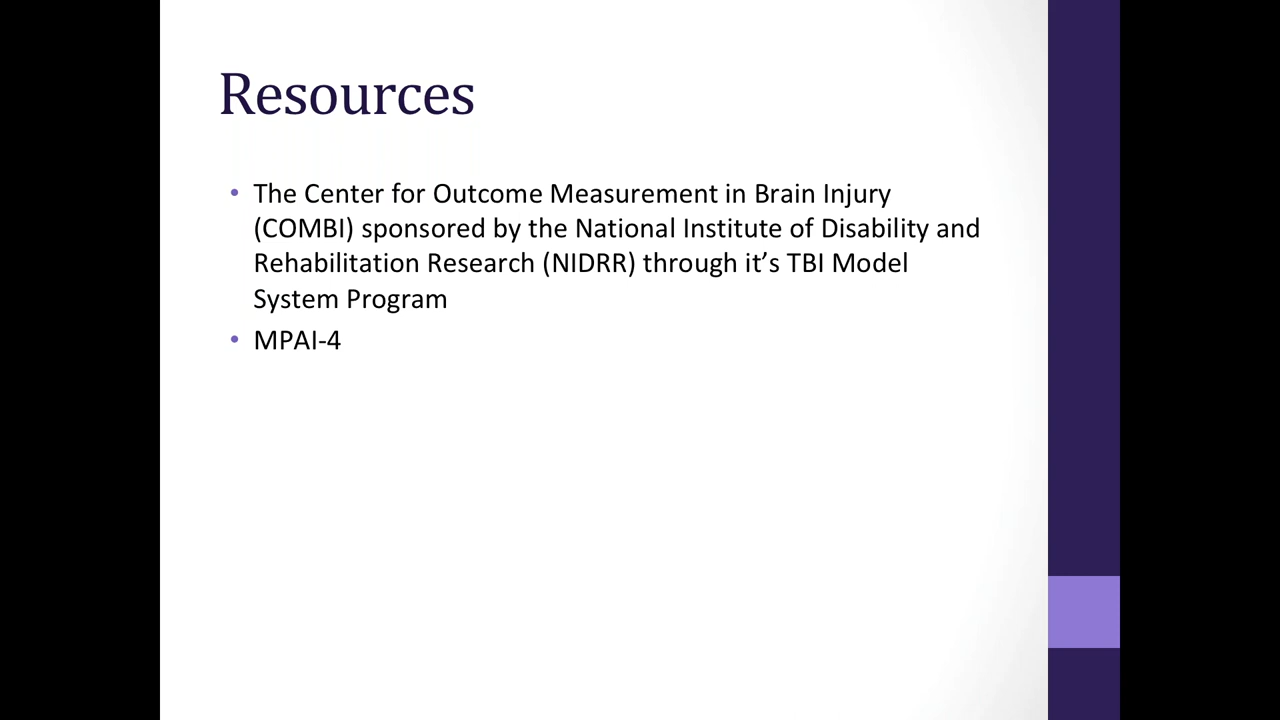 Resources
• The Center for Outcome Measurement in Brain Injury
(COMBI) sponsored by the National Institute of Disability and
Rehabilitation Research (NIDRR) through it’s TBI Model
System Program
• MPAI-4